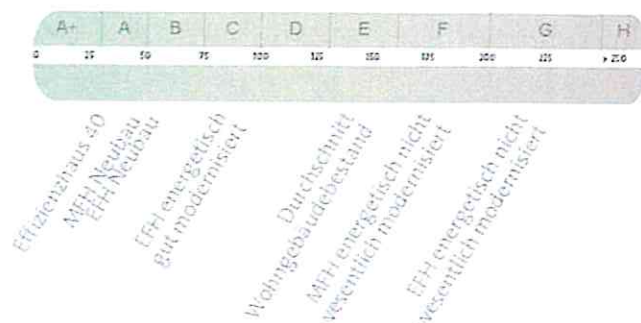 A+ A B C D E F G H
0 25 50 75 100 125 150 175 200 225 >250
Effizienzhaus 40
MFH Neubau
EFH Neubau
EFH energetisch
gut modernisiert
Durchschnitt
Wohngebäudebestand
MFH energetisch nicht
wesentlich modernisiert
EFH energetisch nicht
wesentlich modernisiert